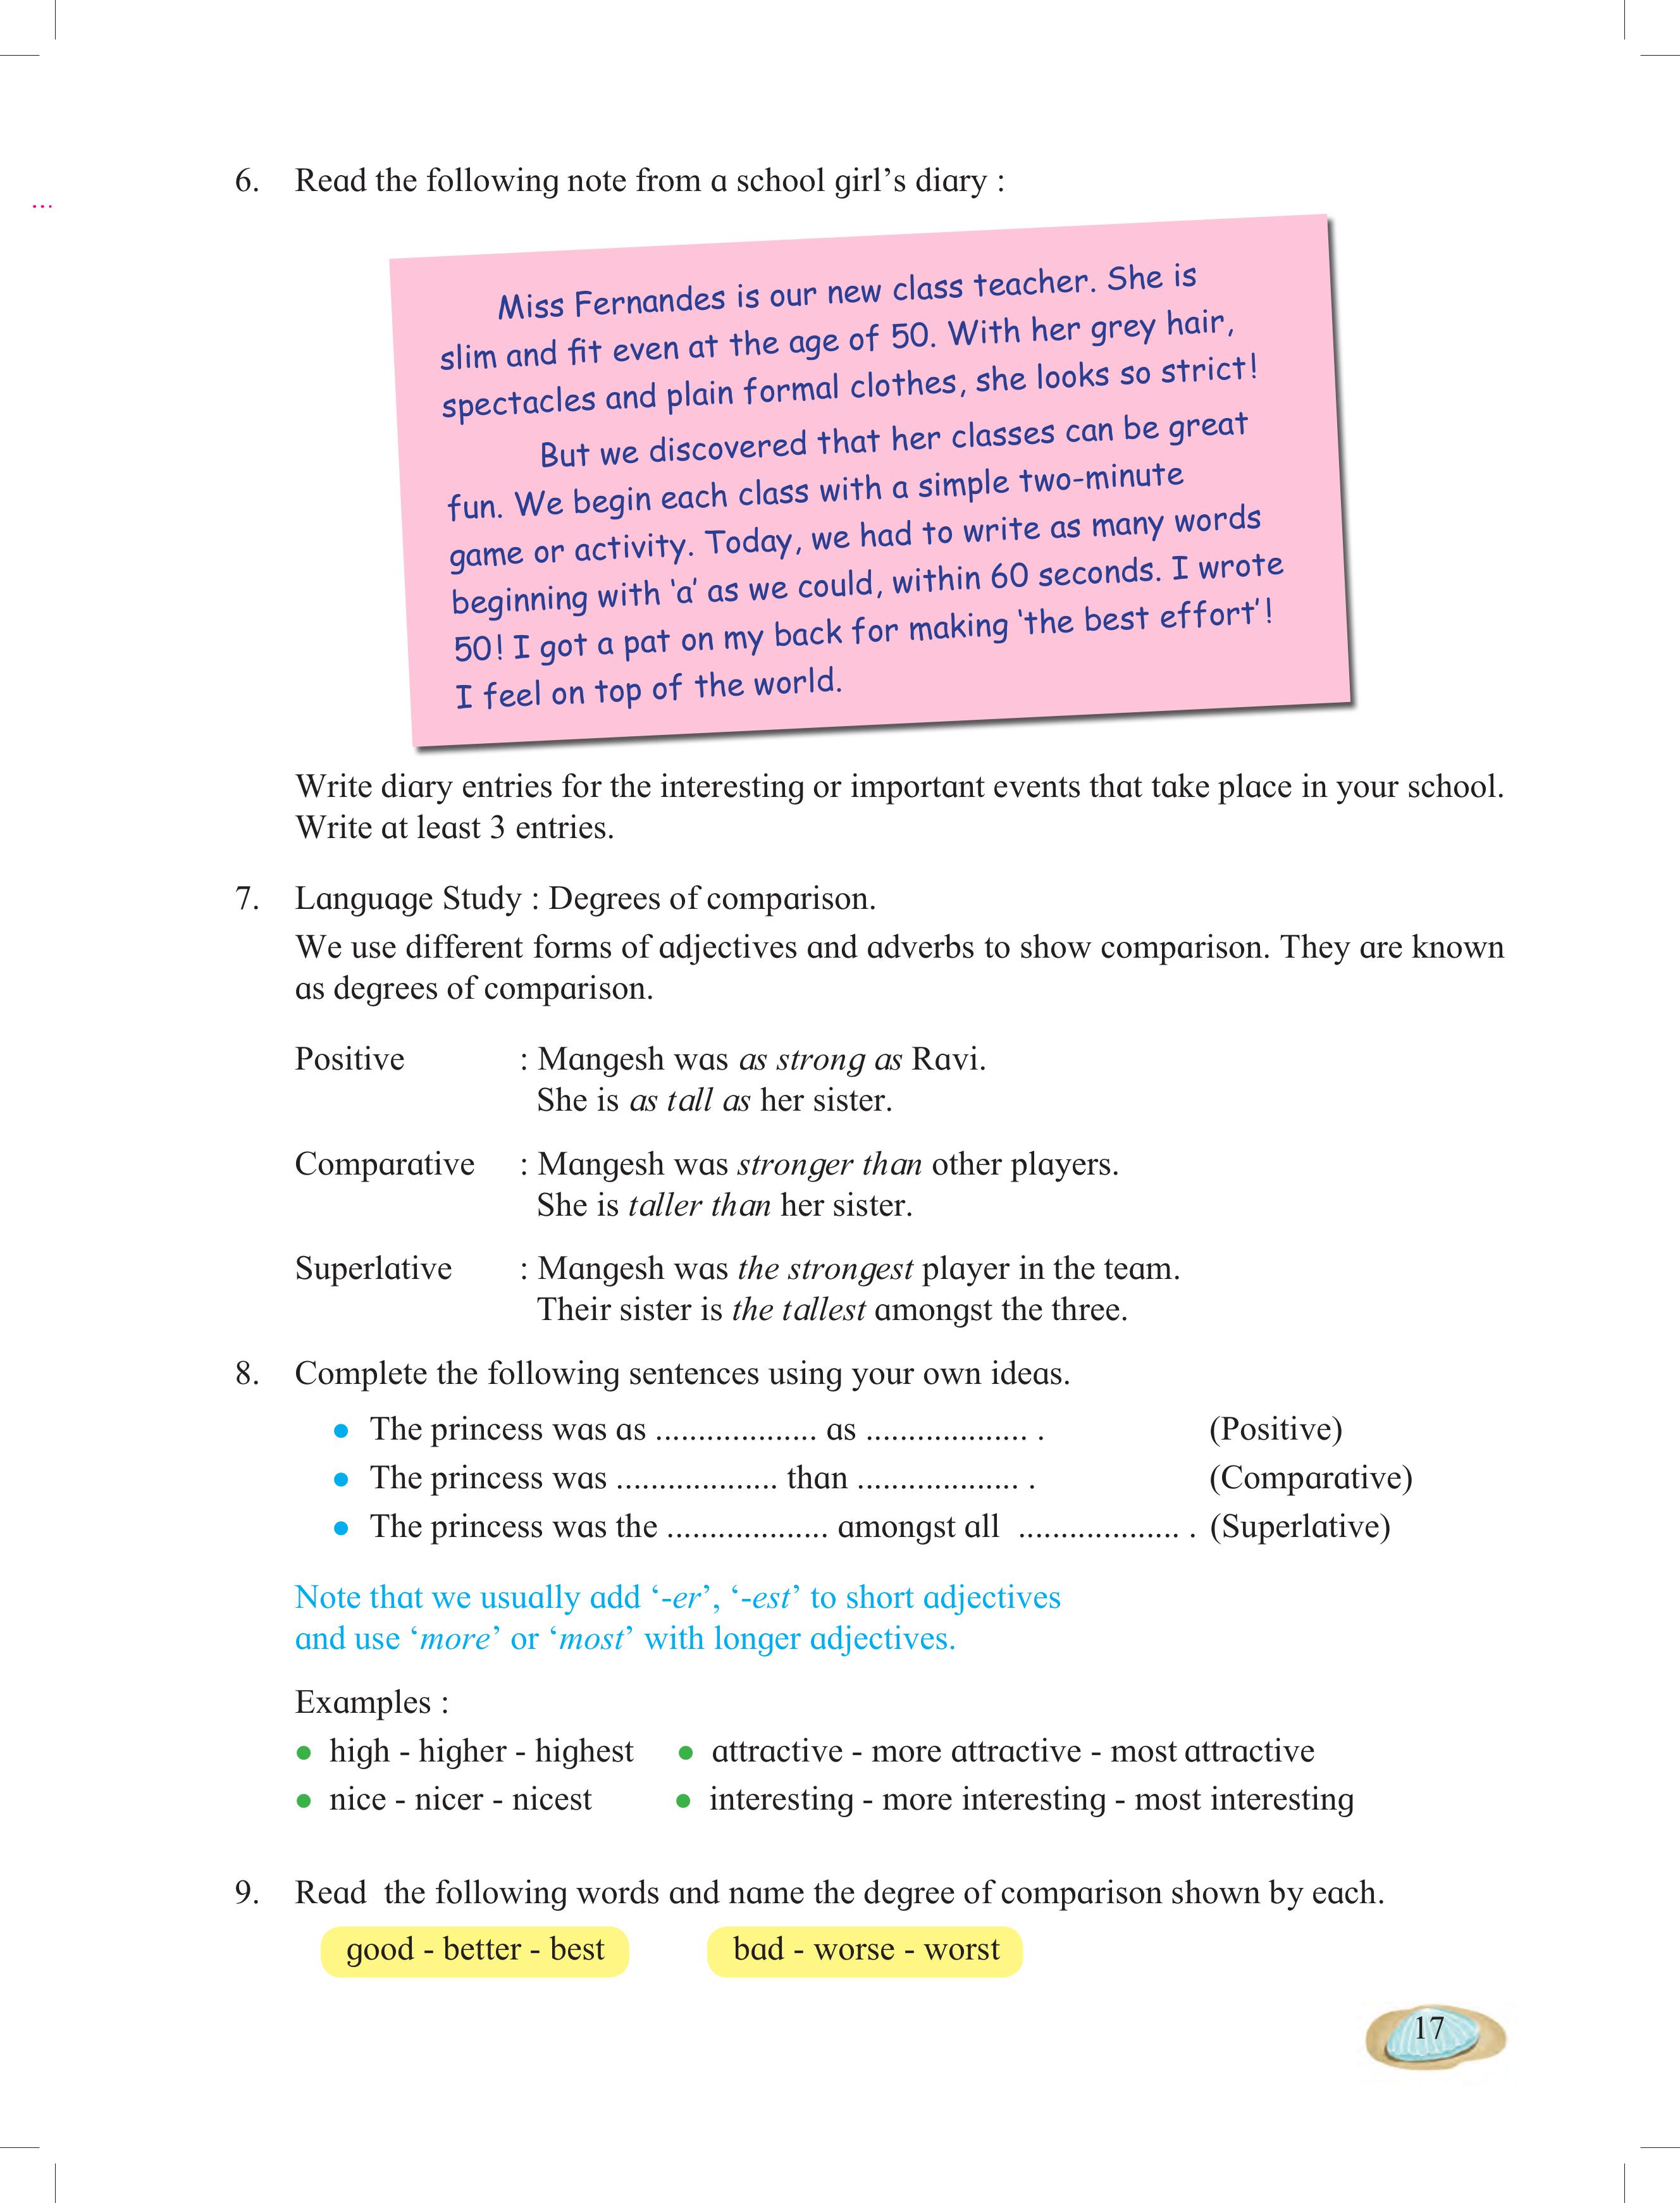 6. Read the following note from a school girl’s diary :
...
Miss Fernandes is our new class teacher. She is
slim and fit even at the age of 50. With her grey hair,
spectacles and plain formal clothes, she looks so strict!
But we discovered that her classes can be great
fun. We begin each class with a simple two-minute
game or activity. Today, we had to write as many words
beginning with ‘a’ as we could, within 60 seconds. I wrote
50! I got a pat on my back for making ‘the best effort’!
I feel on top of the world.
Write diary entries for the interesting or important events that take place in your school.
Write at least 3 entries.
7. Language Study : Degrees of comparison.
We use different forms of adjectives and adverbs to show comparison. They are known
as degrees of comparison.
Positive : Mangesh was as strong as Ravi.
She is as tall as her sister.
Comparative : Mangesh was stronger than other players.
She is taller than her sister.
Superlative : Mangesh was the strongest player in the team.
Their sister is the tallest amongst the three.
8. Complete the following sentences using your own ideas.
● The princess was as ................... as ................... . (Positive)
● The princess was ................... than ................... . (Comparative)
● The princess was the ................... amongst all ................... . (Superlative)
Note that we usually add ‘-er’, ‘-est’ to short adjectives
and use ‘more’ or ‘most’ with longer adjectives.
Examples :
● high - higher - highest ● attractive - more attractive - most attractive
● nice - nicer - nicest ● interesting - more interesting - most interesting
9. Read the following words and name the degree of comparison shown by each.
good - better - best bad - worse - worst
17